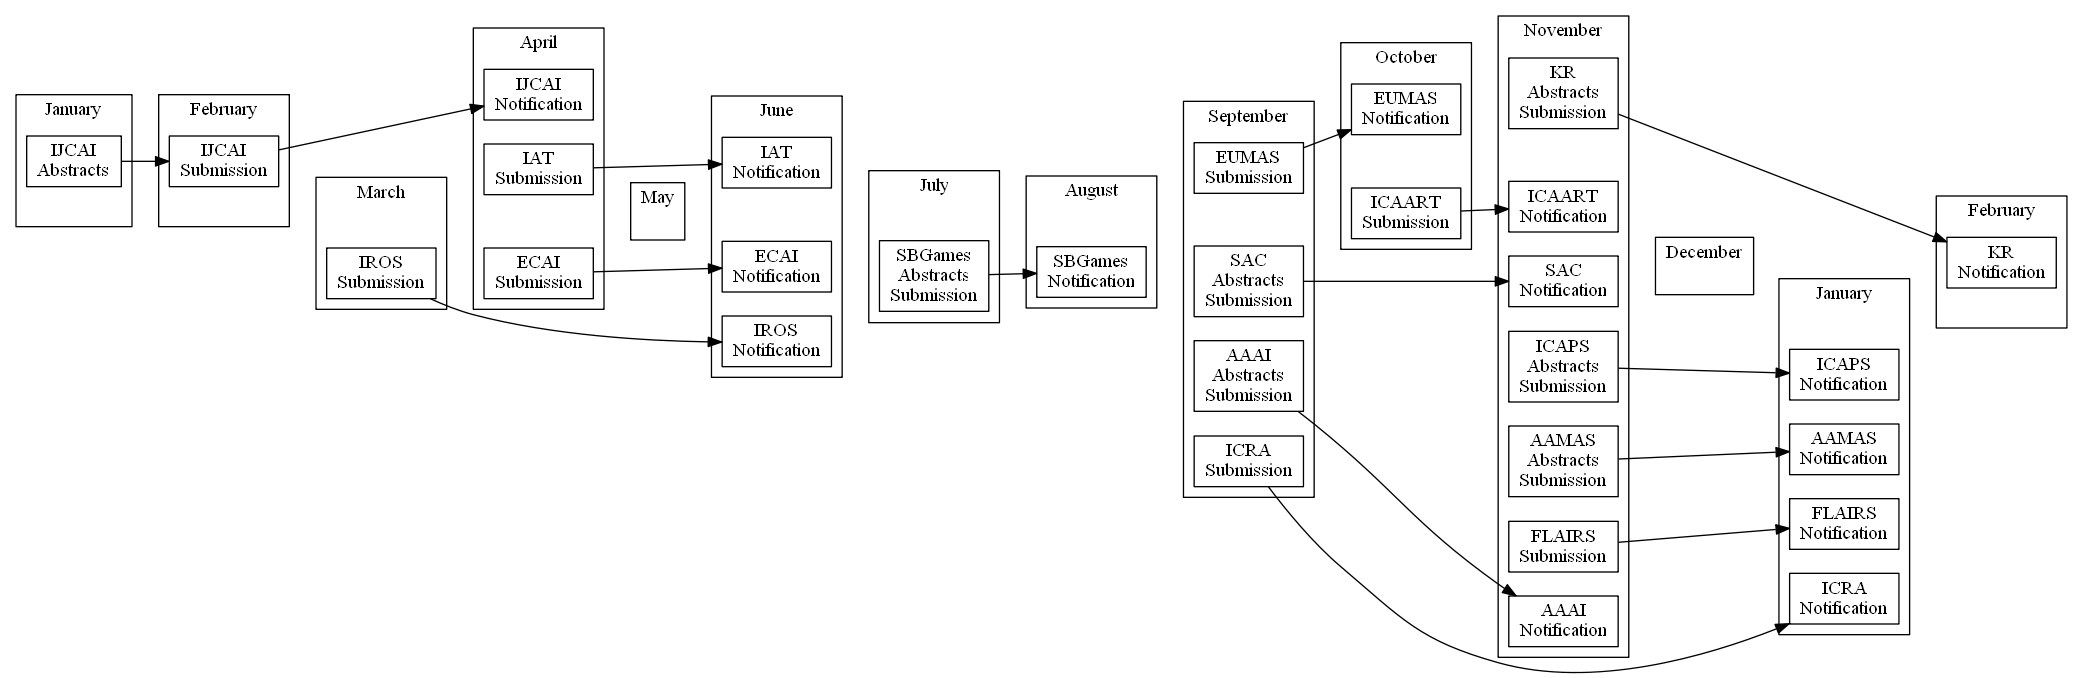 January
IJCAI
Abstracts
February
IJCAI
Submission
March
IROS
Submission
April
IJCAI
Notification
IAT
Submission
ECAI
Submission
May
June
IAT
Notification
ECAI
Notification
IROS
Notification
July
SBGames
Abstracts
Submission
August
SBGames
Notification
September
EUMAS
Submission
SAC
Abstracts
Submission
AAAI
Abstracts
Submission
ICRA
Submission
October
EUMAS
Notification
ICAART
Submission
November
KR
Abstracts
Submission
ICAART
Notification
SAC
Notification
ICAPS
Abstracts
Submission
AAMAS
Abstracts
Submission
FLAIRS
Submission
AAAI
Notification
December
January
ICAPS
Notification
AAMAS
Notification
FLAIRS
Notification
ICRA
Notification
February
KR
Notification